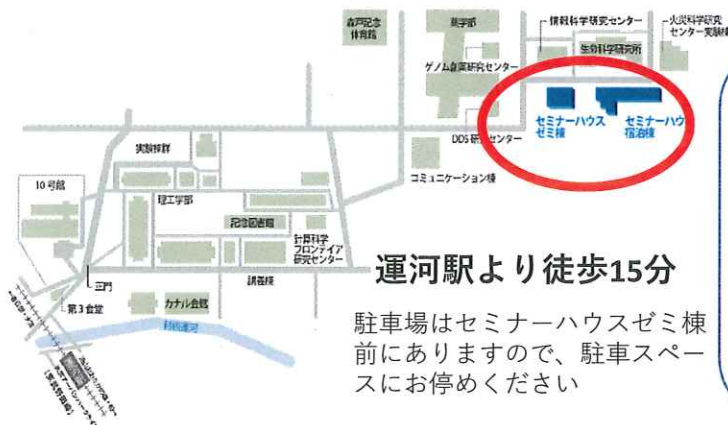 森戸記念
体育館
薬学部
情報科学研究センター
火災科学研究
センター実験棟
生命科学研究所
ゲノム創薬研究センター
セミナーハウス
ゼミ棟
セミナーハウ
宿泊棟
DDS研究センター
コミュニケーション棟
実験棟群
10号館
理工学部
記念図書館
計算科学
フロンティア
研究センター
正門
講義棟
第3食堂
カナル会館
利根運河
運河駅より徒歩15分
駐車場はセミナーハウスゼミ棟
前にありますので、駐車スペー
スにお停めください